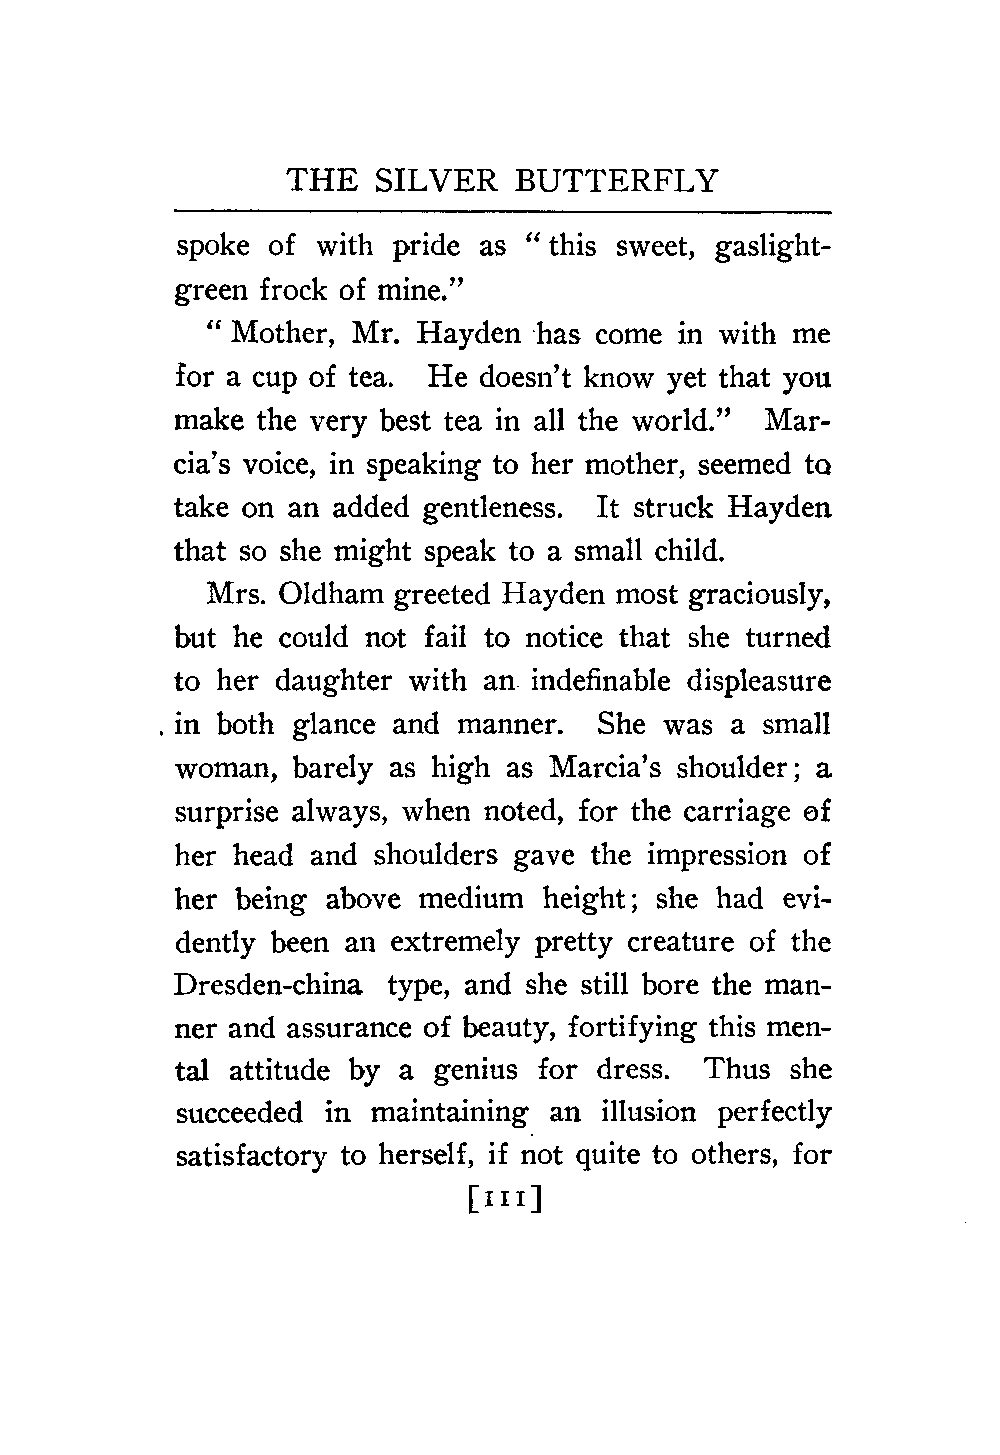 THE SILVER BUTTERFLY
spoke of with pride as “ this sweet, gaslight-
green frock of mine.”
“ Mother, Mr. Hayden has come in with me
for a cup of tea. He doesn’t know yet that you
make the very best tea in all the world.” Mar-
cia’s voice, in speaking to her mother, seemed to
take on an added gentleness. It struck Hayden
that so she might speak to a small child.
Mrs. Oldham greeted Hayden most graciously,
but he could not fail to notice that she turned
to her daughter with an indefinable displeasure
in both glance and manner. She was a small
woman, barely as high as Marcia’s shoulder; a
surprise always, when noted, for the carriage of
her head and shoulders gave the impression of
her being above medium height; she had evi-
dently been an extremely pretty creature of the
Dresden-china type, and she still bore the man-
ner and assurance of beauty, fortifying this men-
tal attitude by a genius for dress. Thus she
succeeded in maintaining an illusion perfectly
satisfactory to herself, if not quite to others, for
[111]